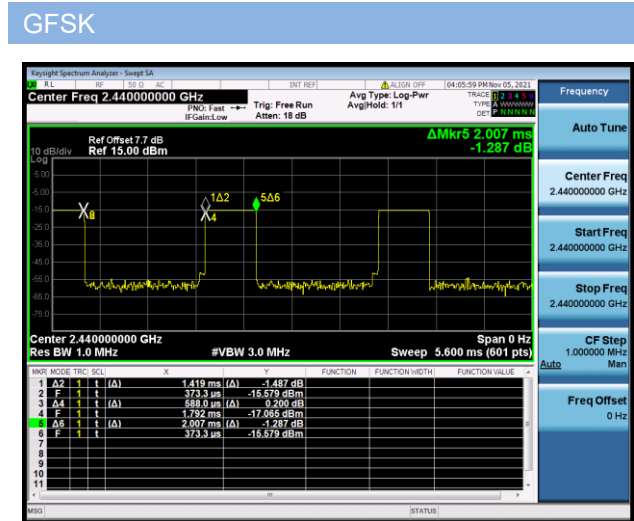 GFSK
Keysight Spectrum Analyzer - Swept SA
RL RF 50 Ω AC INT REF ALIGN OFF 04:05:59 PM Nov 05, 2021
Center Freq 2.440000000 GHz
PNO: Fast
IFGain:Low
Trig: Free Run
Atten: 18 dB
Avg Type: Log-Pwr
Avg|Hold: 1/1
TRACE 1 2 3 4 5 6
TYPE A WWWWW
DET P N N N N N
Frequency
Ref Offset 7.7 dB
Ref 15.00 dBm
10 dB/div
Log
ΔMkr5 2.007 ms
-1.287 dB
5.00
-5.00
-15.0
-25.0
-35.0
-45.0
-55.0
-65.0
-75.0
1Δ2
5Δ6
4
Center 2.440000000 GHz
Span 0 Hz
Res BW 1.0 MHz
#VBW 3.0 MHz
Sweep 5.600 ms (601 pts)
MKR MODE TRC SCL X Y FUNCTION FUNCTION WIDTH FUNCTION VALUE
1 Δ2 1 t (Δ) 1.419 ms (Δ) -1.487 dB
2 F 1 t 373.3 µs -15.579 dBm
3 Δ4 1 t (Δ) 588.0 µs (Δ) 0.200 dB
4 F 1 t 1.792 ms -17.065 dBm
5 Δ6 1 t (Δ) 2.007 ms (Δ) -1.287 dB
6 F 1 t 373.3 µs -15.579 dBm
7
8
9
10
11
MSG
STATUS
Auto Tune
Center Freq
2.440000000 GHz
Start Freq
2.440000000 GHz
Stop Freq
2.440000000 GHz
CF Step
1.000000 MHz
Auto Man
Freq Offset
0 Hz